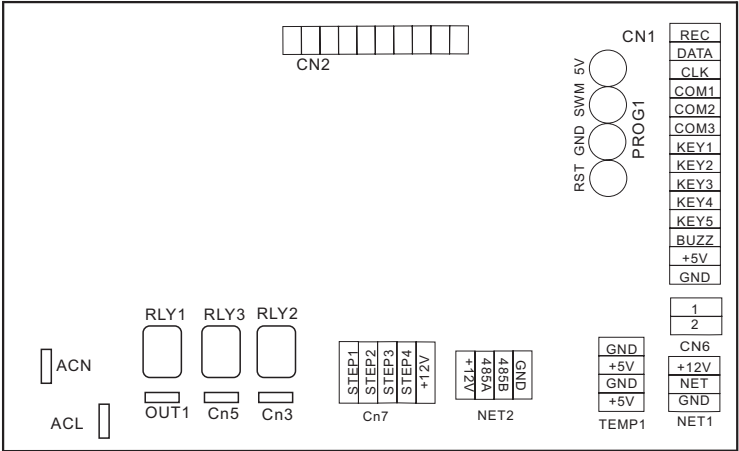 CN2
CN1
REC
DATA
CLK
COM1
COM2
COM3
KEY1
KEY2
KEY3
KEY4
KEY5
BUZZ
+5V
GND
5V
SWM
GND
RST
PROG1
1
2
CN6
RLY1 RLY3 RLY2
ACN
ACL
OUT1 Cn5 Cn3
STEP1
STEP2
STEP3
STEP4
+12V
Cn7
+12V
485A
485B
GND
NET2
GND
+5V
GND
+5V
TEMP1
+12V
NET
GND
NET1